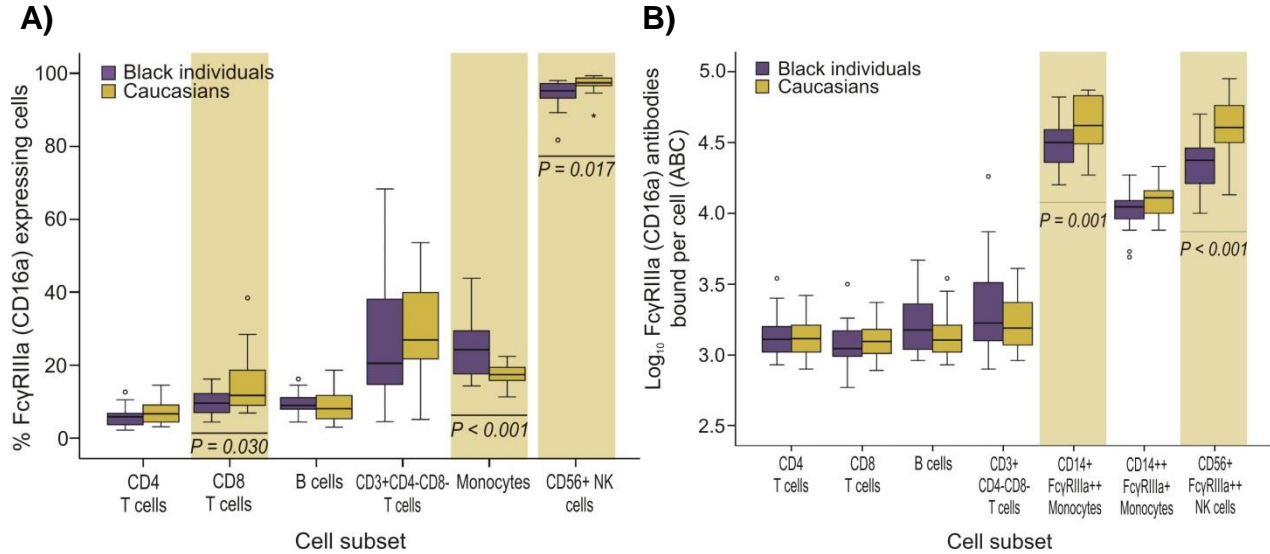 A)
% FcγRIIIa (CD16a) expressing cells
100
80
60
40
20
0
Black individuals
Caucasians
P = 0.030
P < 0.001
P = 0.017
CD4
T cells
CD8
T cells
B cells
CD3+CD4-CD8-
T cells
Monocytes
CD56+ NK
cells
Cell subset
B)
Log₁₀ FcγRIIIa (CD16a) antibodies
bound per cell (ABC)
5.0
4.5
4.0
3.5
3.0
2.5
Black individuals
Caucasians
P = 0.001
P < 0.001
CD4
T cells
CD8
T cells
B cells
CD3+
CD4-CD8-
T cells
CD14+
FcγRIIIa++
Monocytes
CD14++
FcγRIIIa+
Monocytes
CD56+
FcγRIIIa++
NK cells
Cell subset